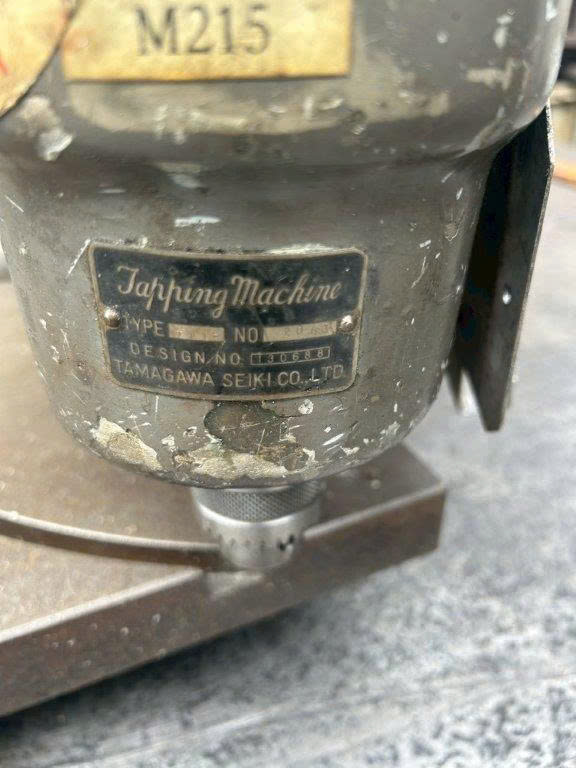 M215
Tapping Machine
TYPE NO
DESIGN NO 130688
TAMAGAWA SEIKI CO., LTD.